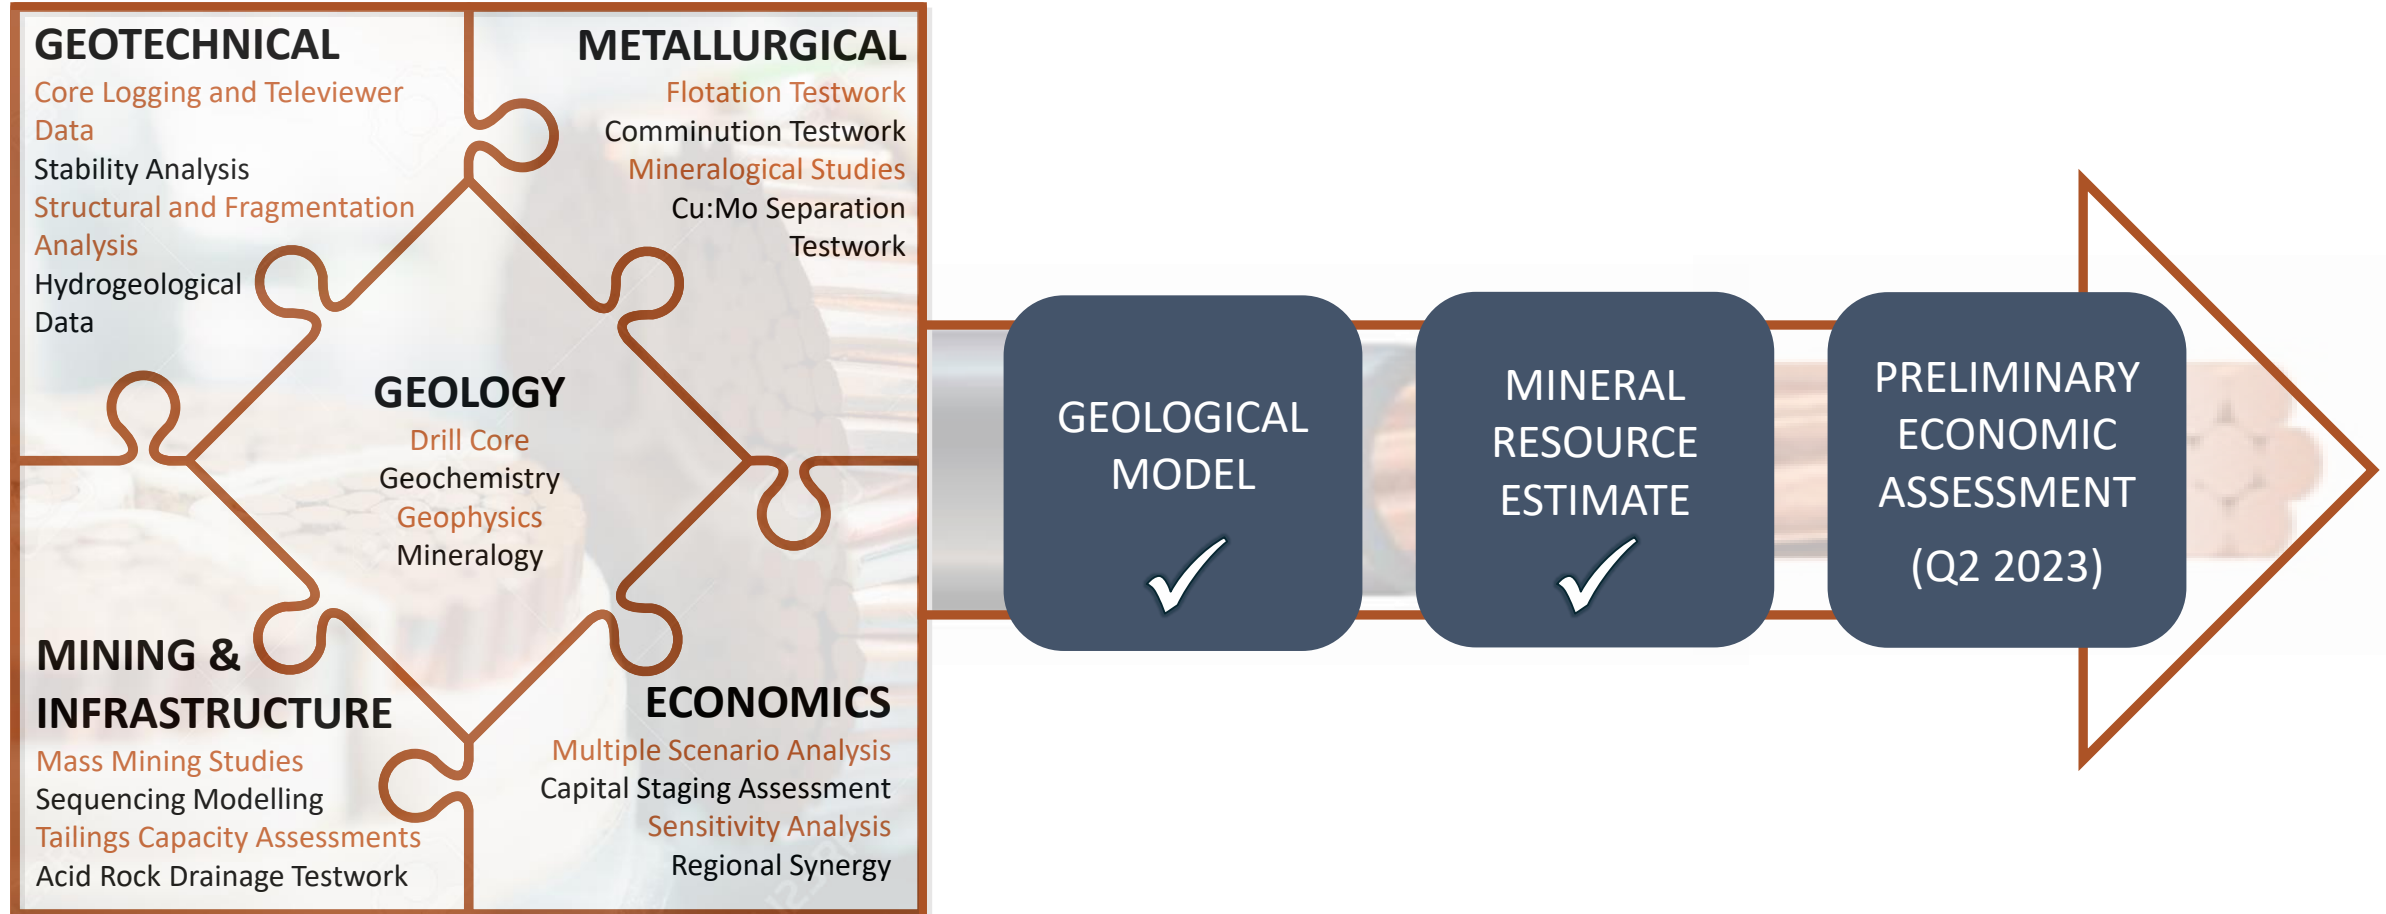 GEOTECHNICAL
Core Logging and Televiewer
Data
Stability Analysis
Structural and Fragmentation
Analysis
Hydrogeological
Data
METALLURGICAL
Flotation Testwork
Comminution Testwork
Mineralogical Studies
Cu:Mo Separation
Testwork
GEOLOGY
Drill Core
Geochemistry
Geophysics
Mineralogy
MINING &
INFRASTRUCTURE
Mass Mining Studies
Sequencing Modelling
Tailings Capacity Assessments
Acid Rock Drainage Testwork
ECONOMICS
Multiple Scenario Analysis
Capital Staging Assessment
Sensitivity Analysis
Regional Synergy
GEOLOGICAL
MODEL
MINERAL
RESOURCE
ESTIMATE
PRELIMINARY
ECONOMIC
ASSESSMENT
(Q2 2023)